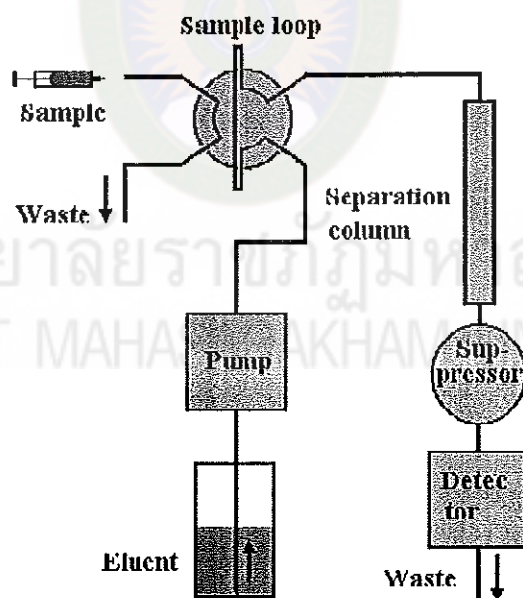 Sample loop
Sample
Waste
Separation
column
Pump
Sup-
pressor
Detec
tor
Eluent
Waste